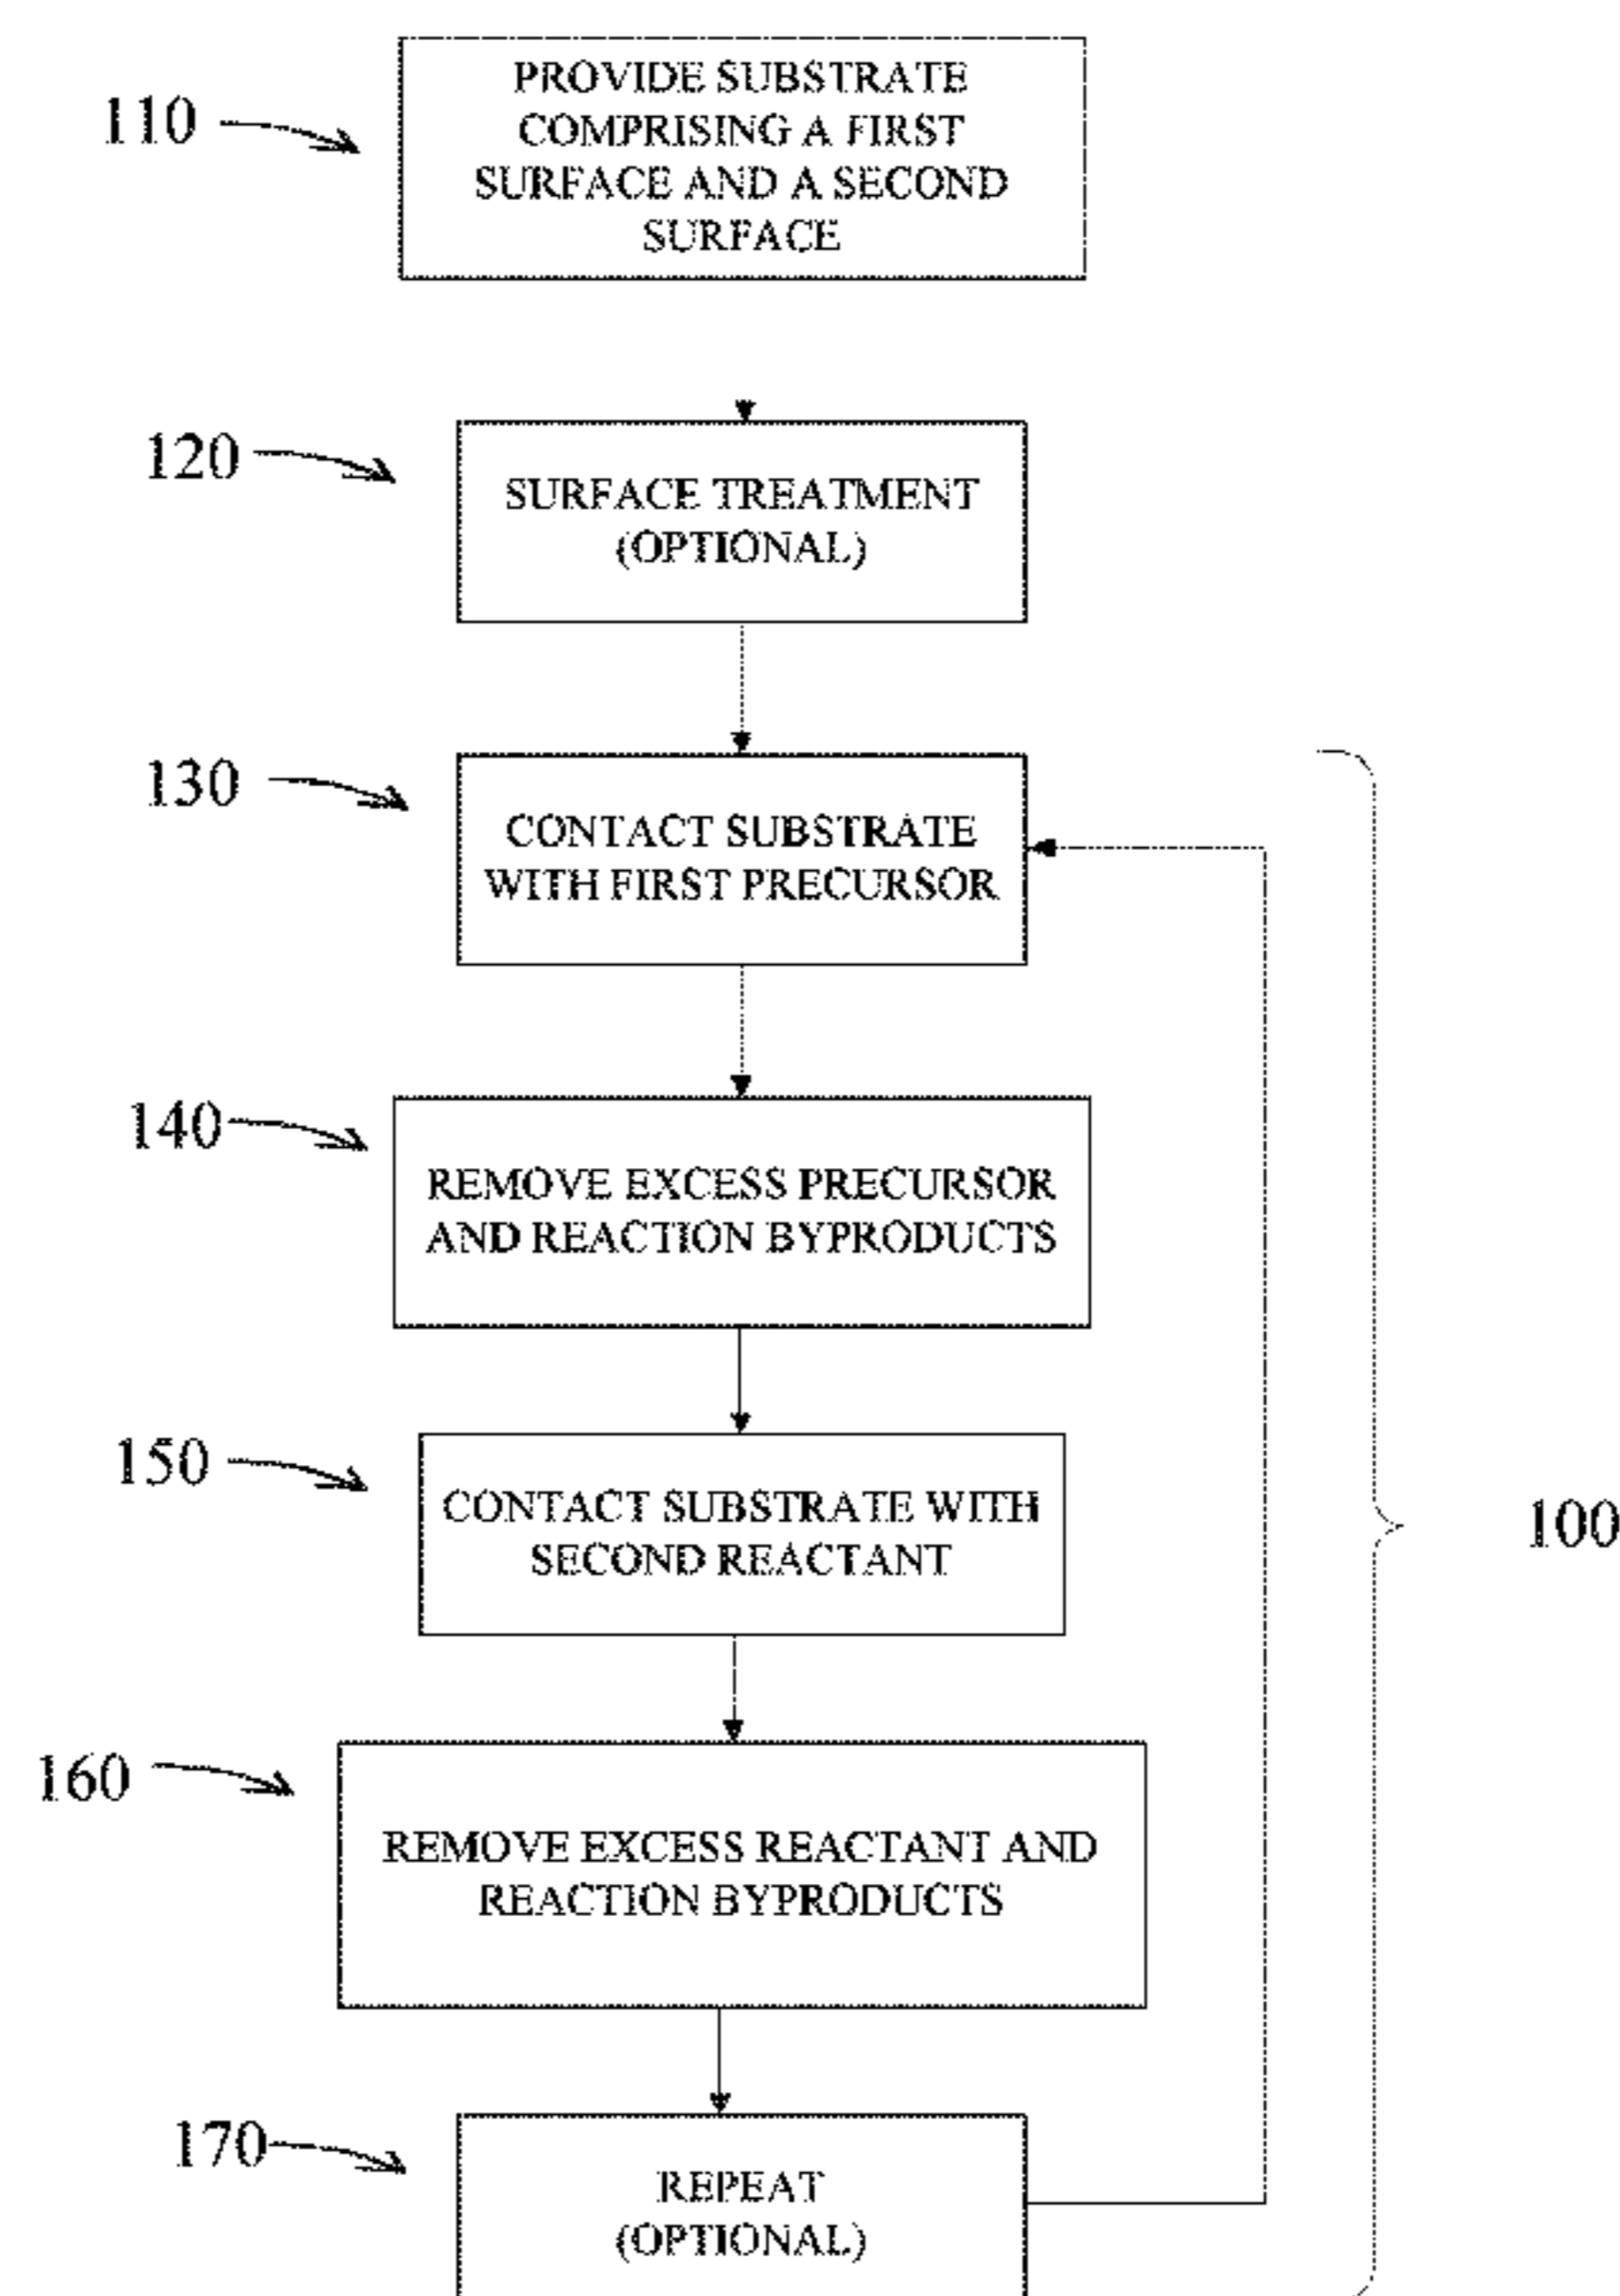 110
PROVIDE SUBSTRATE
COMPRISING A FIRST
SURFACE AND A SECOND
SURFACE
120
SURFACE TREATMENT
(OPTIONAL)
130
CONTACT SUBSTRATE
WITH FIRST PRECURSOR
140
REMOVE EXCESS PRECURSOR
AND REACTION BYPRODUCTS
150
CONTACT SUBSTRATE WITH
SECOND REACTANT
100
160
REMOVE EXCESS REACTANT AND
REACTION BYPRODUCTS
170
REPEAT
(OPTIONAL)